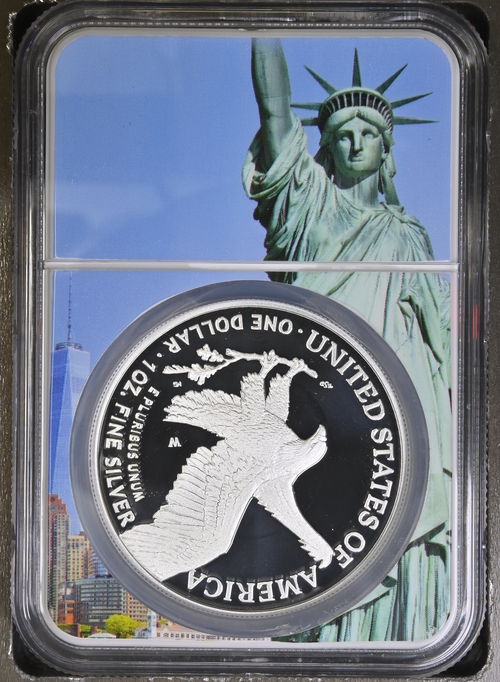 UNITED STATES OF AMERICA
1 OZ. FINE SILVER · ONE DOLLAR ·
E PLURIBUS UNUM
W